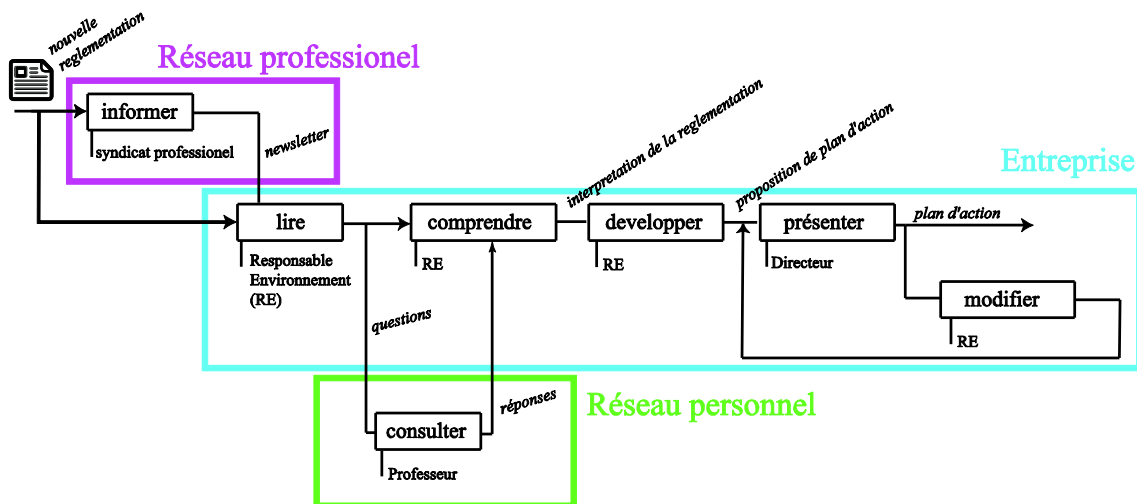 nouvelle
reglementation
Réseau professionel
informer
syndicat professionel
newsletter
interpretation de la reglementation
proposition de plan d'action
Entreprise
lire
Responsable
Environnement
(RE)
comprendre
RE
developper
RE
présenter
Directeur
plan d'action
modifier
RE
questions
réponses
Réseau personnel
consulter
Professeur